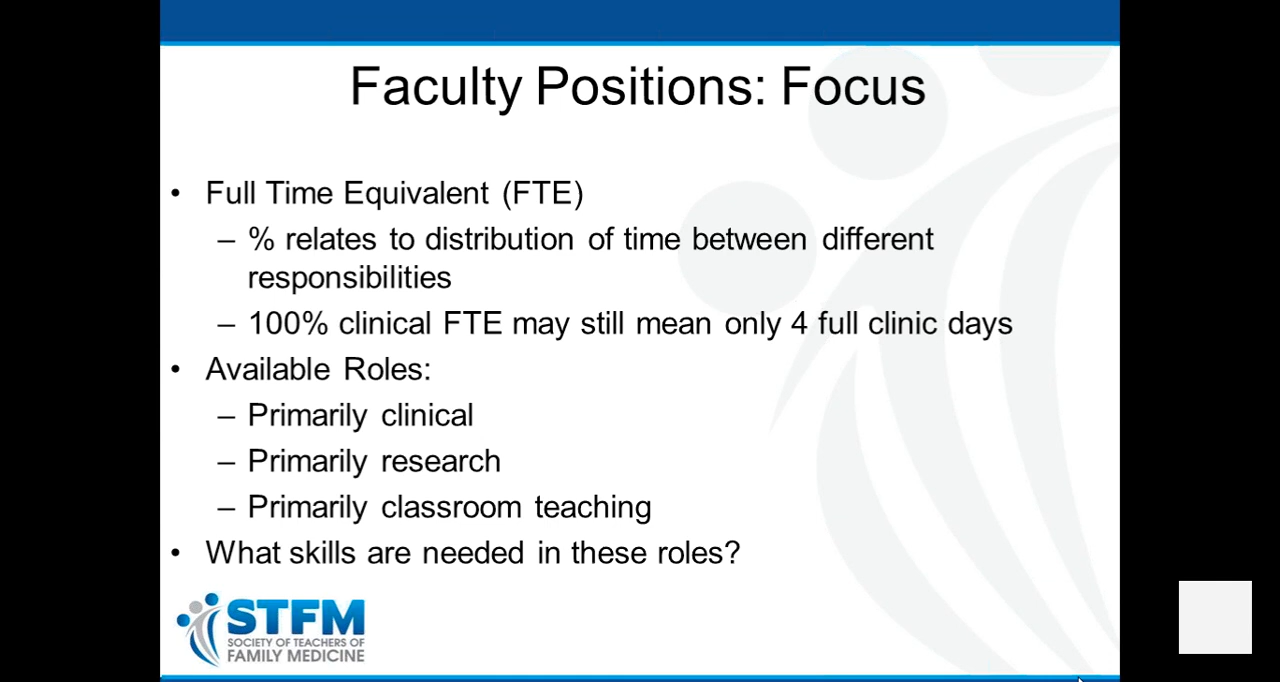 Faculty Positions: Focus
• Full Time Equivalent (FTE)
– % relates to distribution of time between different
responsibilities
– 100% clinical FTE may still mean only 4 full clinic days
• Available Roles:
– Primarily clinical
– Primarily research
– Primarily classroom teaching
• What skills are needed in these roles?
STFM
SOCIETY OF TEACHERS OF
FAMILY MEDICINE